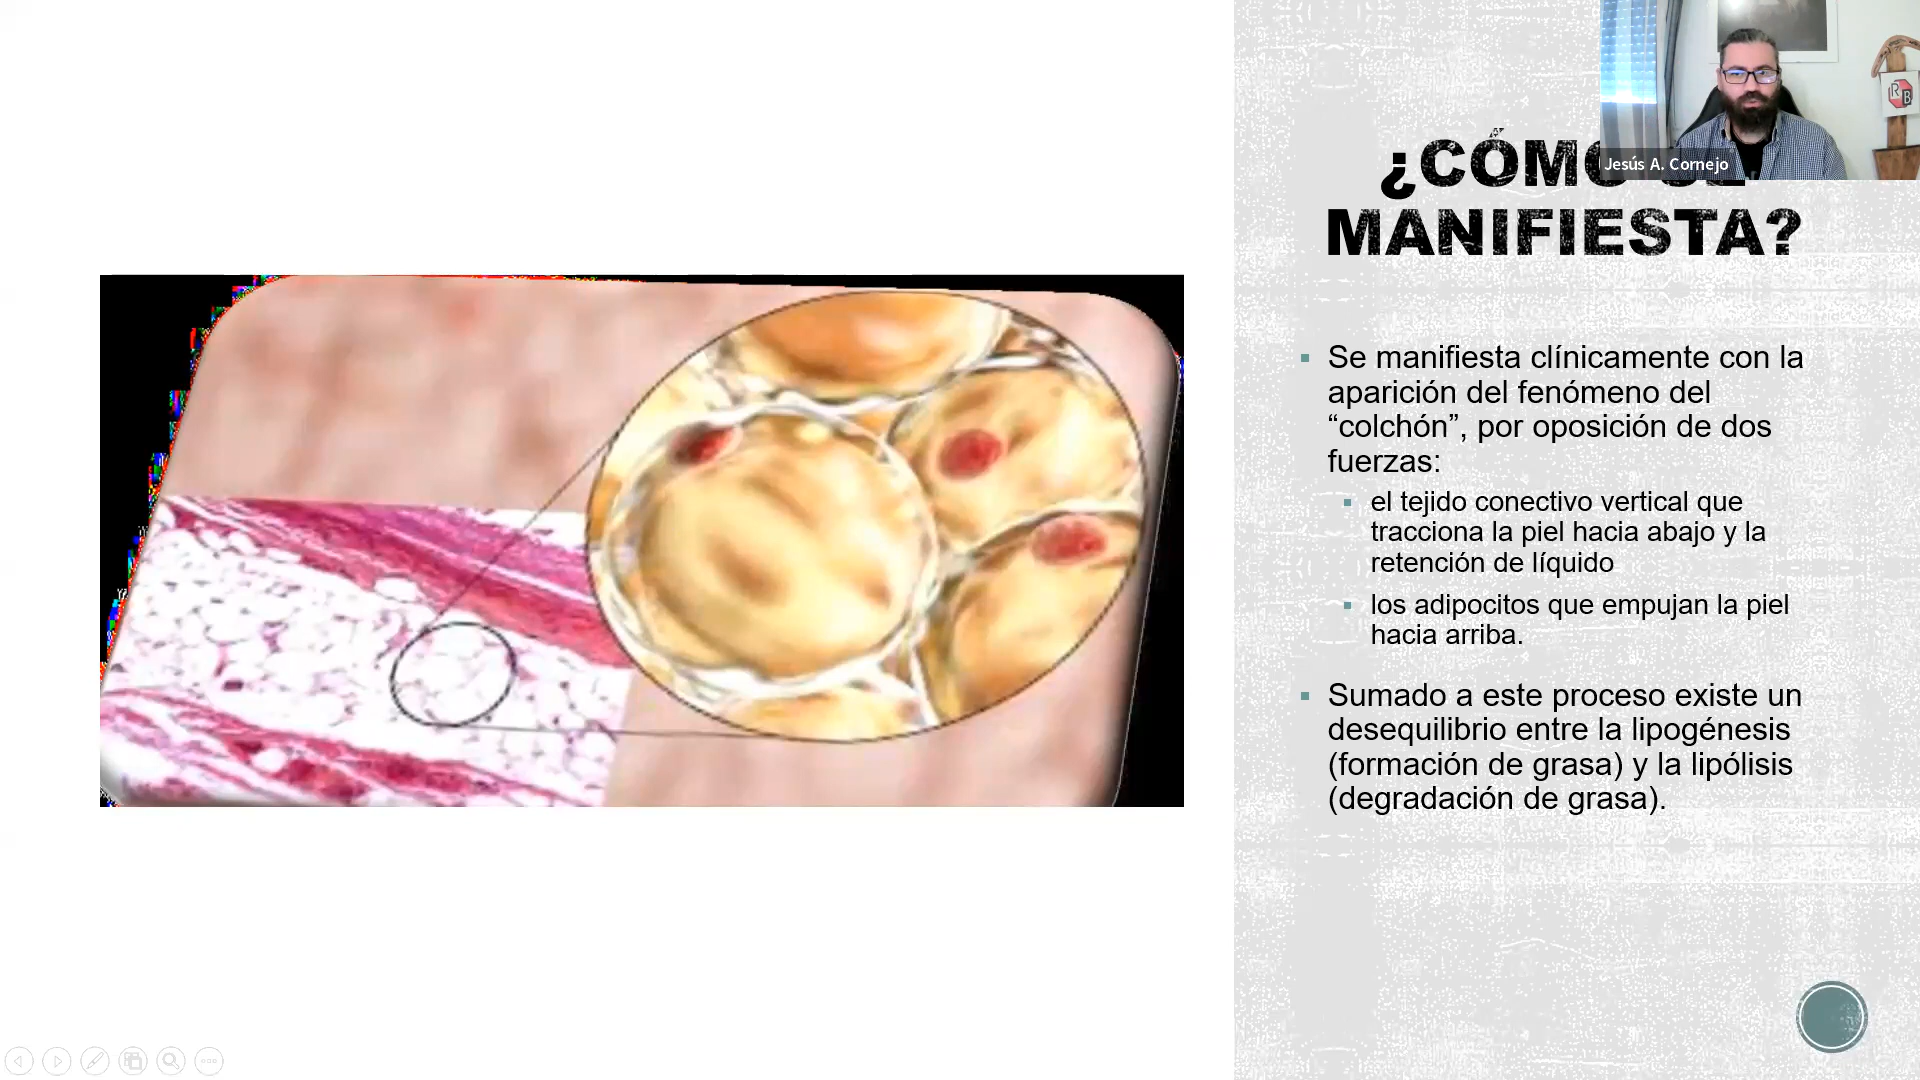 Jesús A. Cornejo
R
B
¿CÓMO SE
MANIFIESTA?
Se manifiesta clínicamente con la
aparición del fenómeno del
“colchón”, por oposición de dos
fuerzas:
el tejido conectivo vertical que
tracciona la piel hacia abajo y la
retención de líquido
los adipocitos que empujan la piel
hacia arriba.
Sumado a este proceso existe un
desequilibrio entre la lipogénesis
(formación de grasa) y la lipólisis
(degradación de grasa).